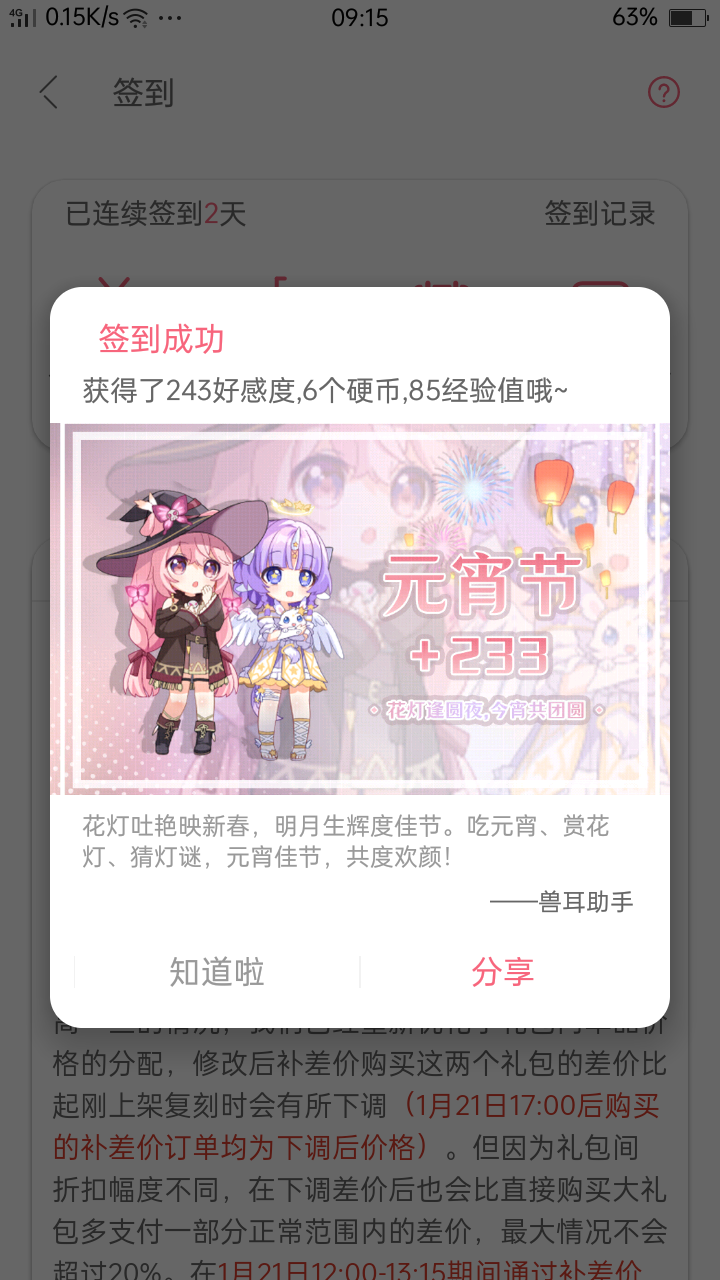 4G 0.15K/s ··· 09:15 63%
签到
?
已连续签到2天 签到记录
签到成功
获得了243好感度,6个硬币,85经验值哦~
元宵节
+233
花灯逢圆夜,今宵共团圆
花灯吐艳映新春，明月生辉度佳节。吃元宵、赏花
灯、猜灯谜，元宵佳节，共度欢颜！
——兽耳助手
知道啦 分享
格的分配，修改后补差价购买这两个礼包的差价比
起刚上架复刻时会有所下调（1月21日17:00后购买
的补差价订单均为下调后价格）。但因为礼包间
折扣幅度不同，在下调差价后也会比直接购买大礼
包多支付一部分正常范围内的差价，最大情况不会
超过20%。在1月21日12:00-13:15期间通过补差价